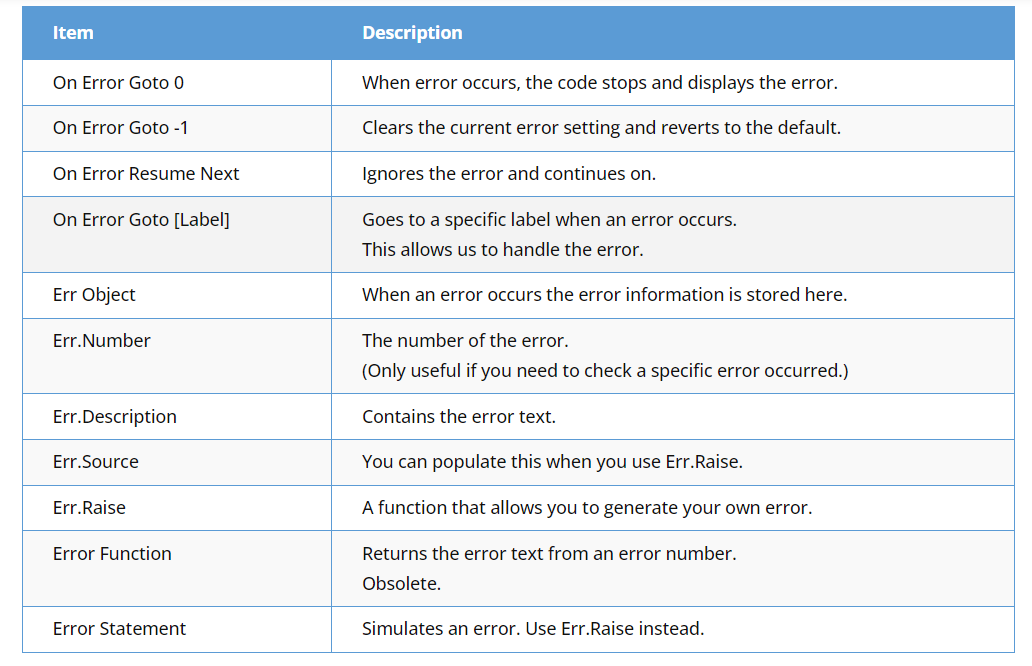 Item Description
On Error Goto 0 When error occurs, the code stops and displays the error.
On Error Goto -1 Clears the current error setting and reverts to the default.
On Error Resume Next Ignores the error and continues on.
On Error Goto [Label] Goes to a specific label when an error occurs.
This allows us to handle the error.
Err Object When an error occurs the error information is stored here.
Err.Number The number of the error.
(Only useful if you need to check a specific error occurred.)
Err.Description Contains the error text.
Err.Source You can populate this when you use Err.Raise.
Err.Raise A function that allows you to generate your own error.
Error Function Returns the error text from an error number.
Obsolete.
Error Statement Simulates an error. Use Err.Raise instead.